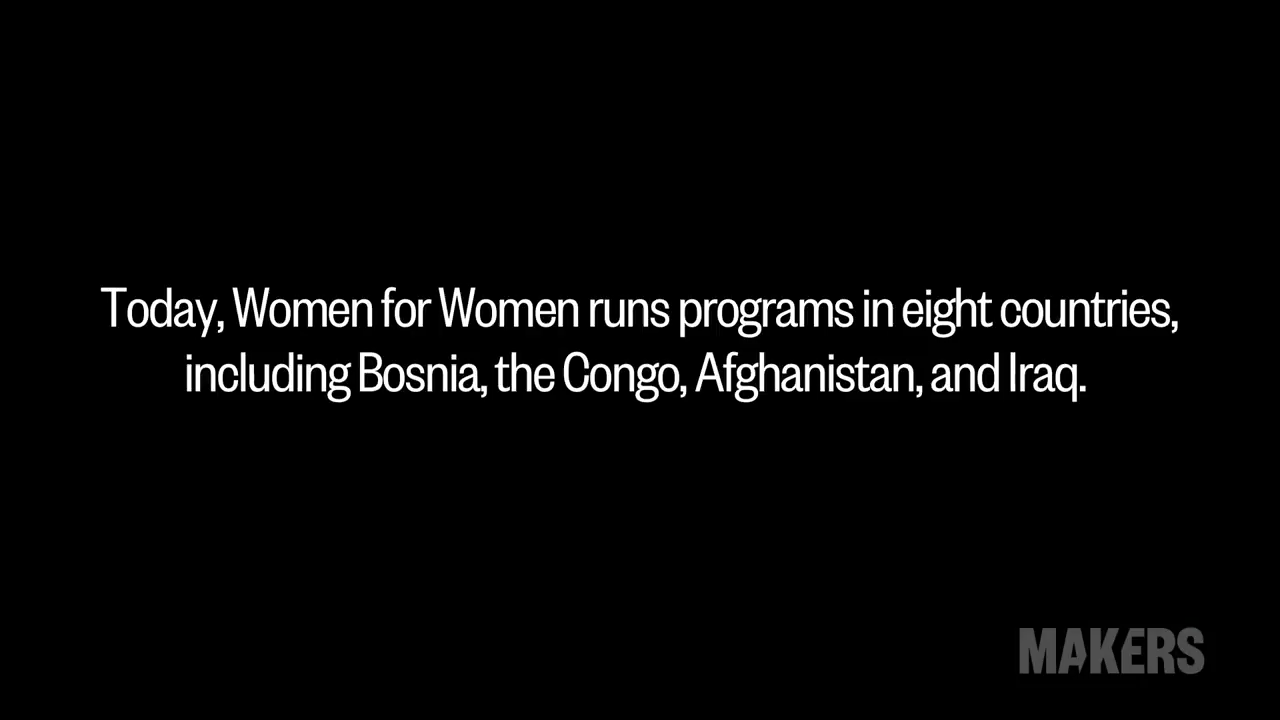 Today, Women for Women runs programs in eight countries,
including Bosnia, the Congo, Afghanistan, and Iraq.
MAKERS